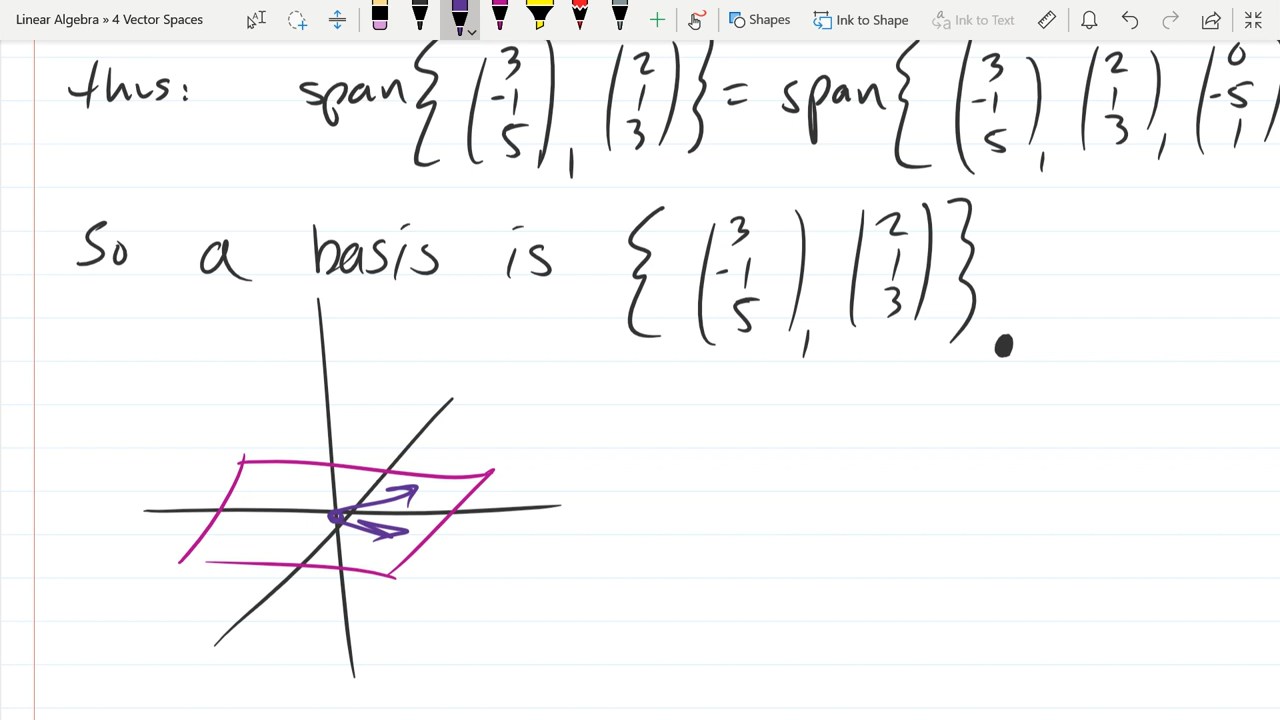 Linear Algebra » 4 Vector Spaces
Shapes
Ink to Shape
Ink to Text
thus: span{ (3 -1 5), (2 1 3) } = span{ (3 -1 5), (2 1 3), (0 -5 1)
So a basis is { (3 -1 5), (2 1 3) }.